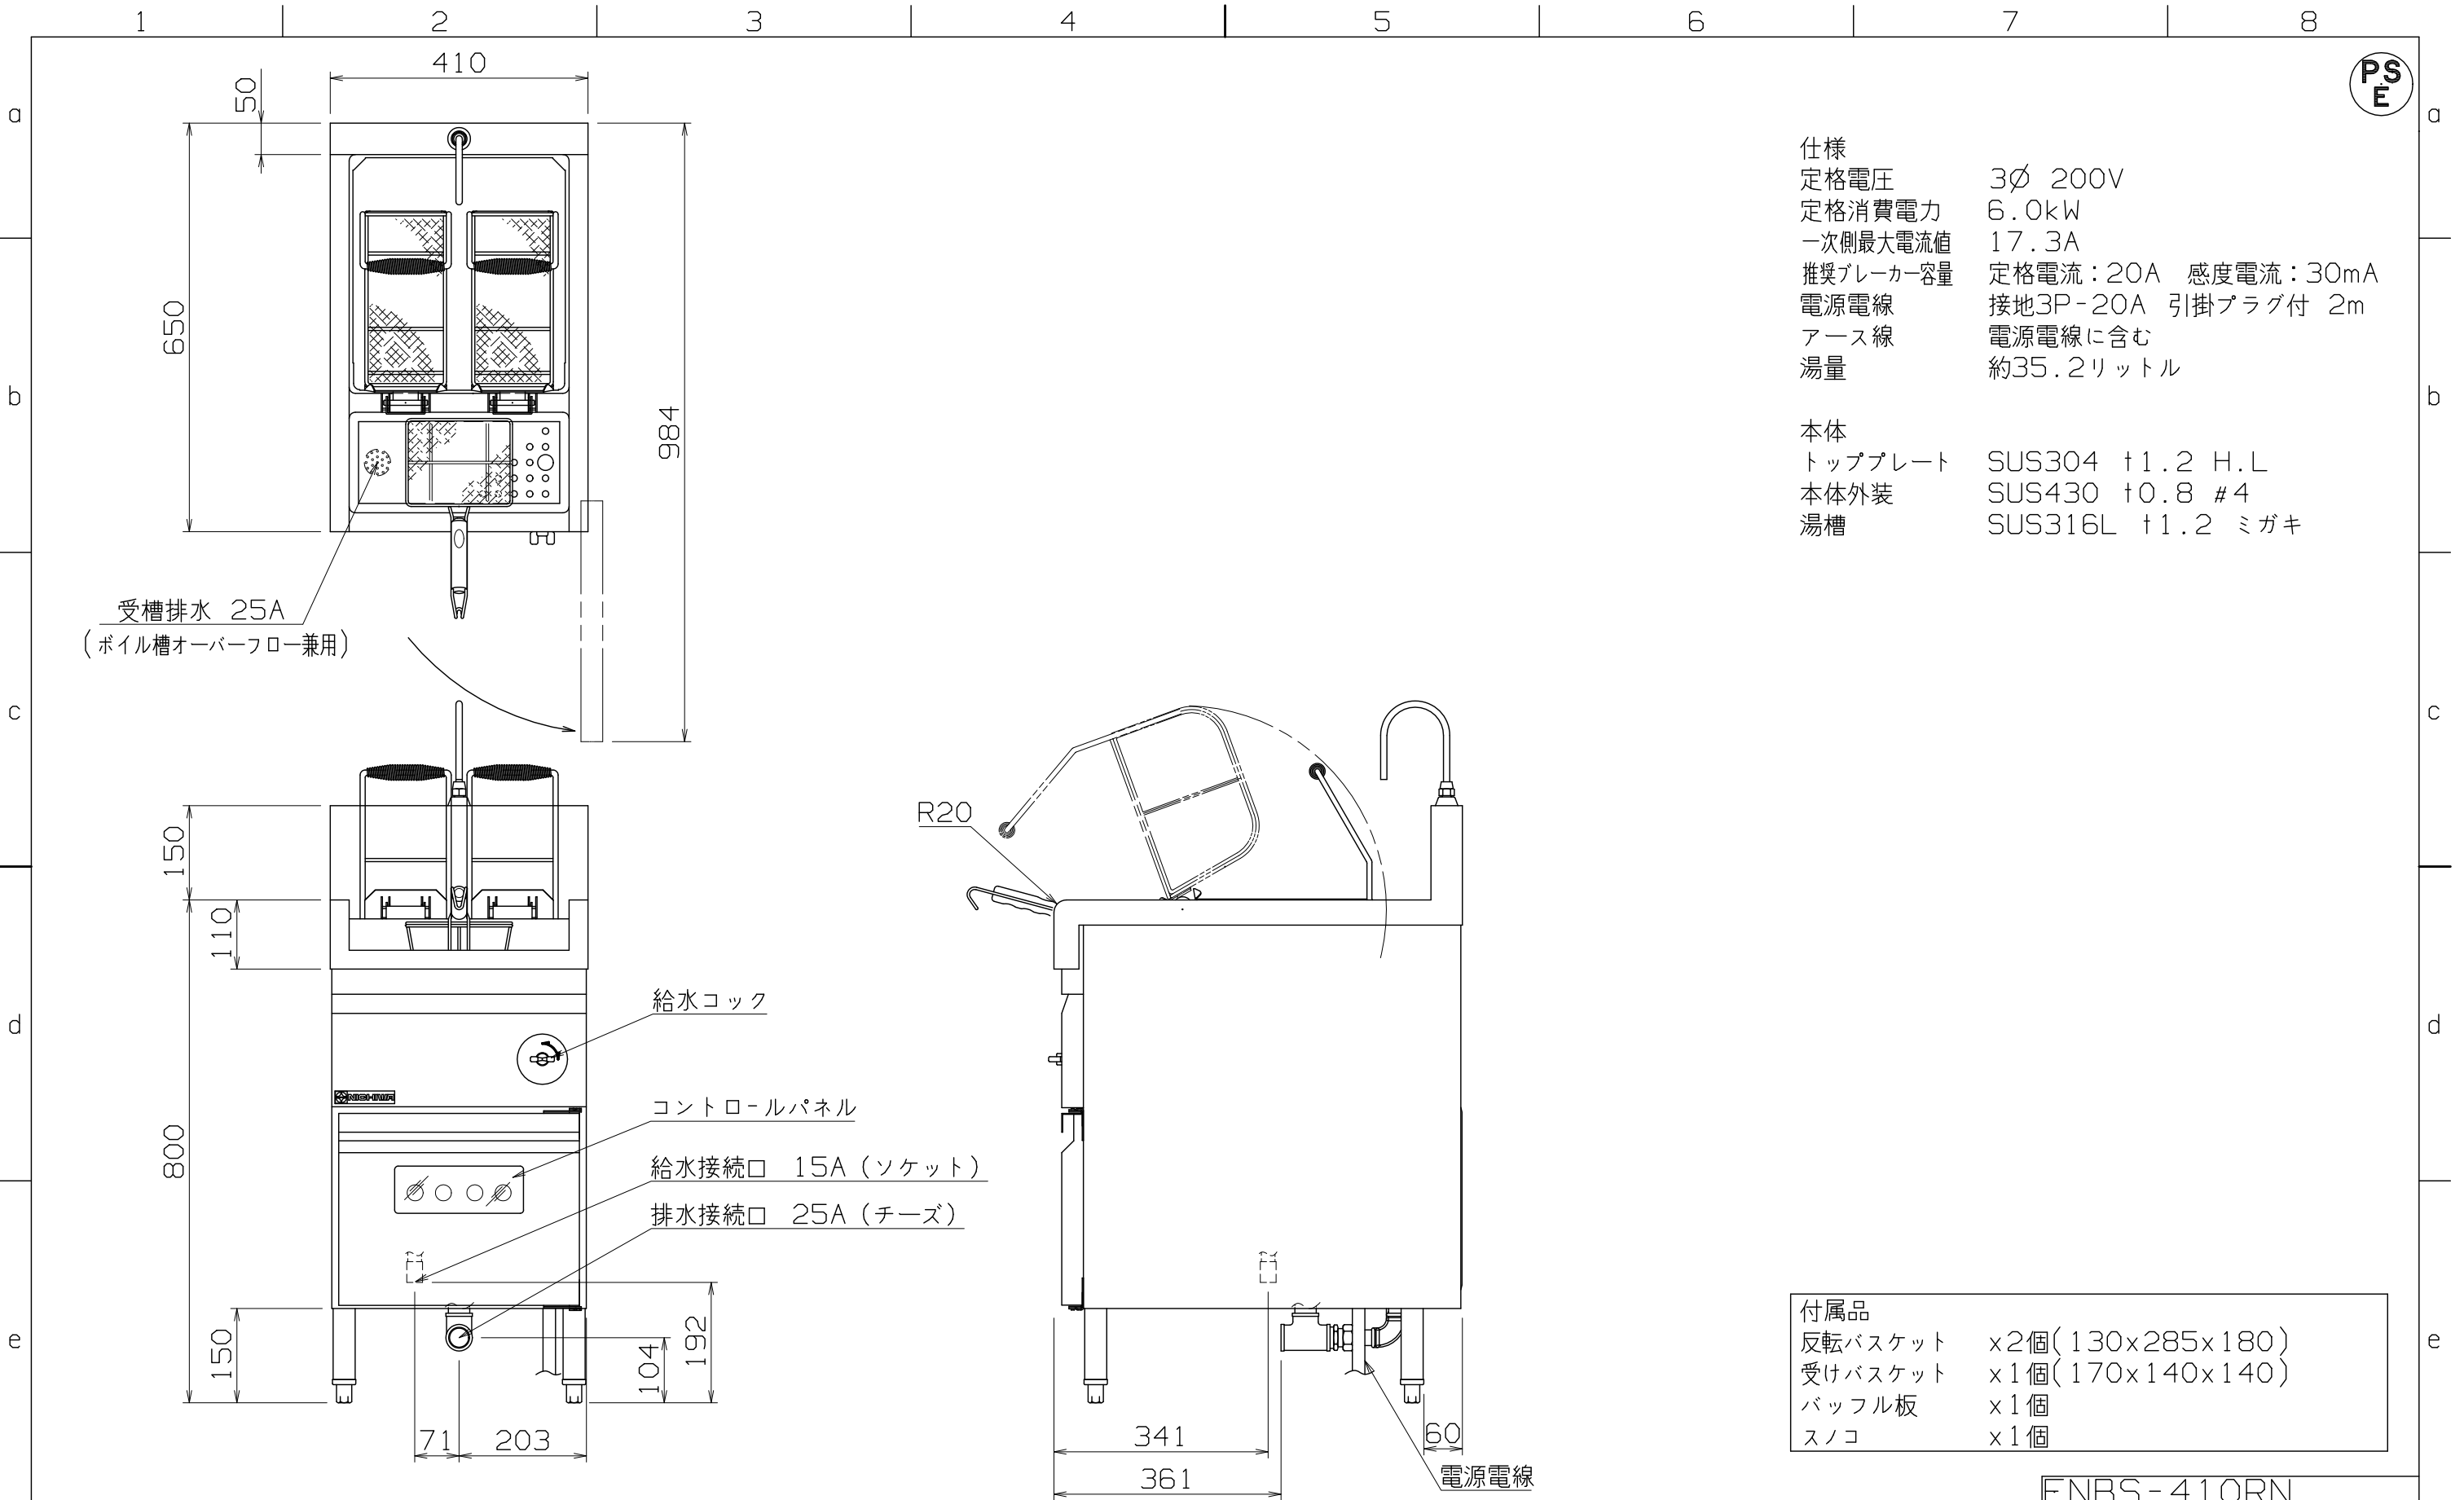 1 2 3 4 5 6 7 8
a a
b b
c c
d d
e e
PS
E
410
50
650
984
受槽排水 25A
(ボイル槽オーバーフロー兼用)
仕様
定格電圧 3Ø 200V
定格消費電力 6.0kW
一次側最大電流値 17.3A
推奨ブレーカー容量 定格電流:20A 感度電流:30mA
電源電線 接地3P-20A 引掛プラグ付 2m
アース線 電源電線に含む
湯量 約35.2リットル
本体
トッププレート SUS304 t1.2 H.L
本体外装 SUS430 t0.8 #4
湯槽 SUS316L t1.2 ミガキ
150
110
800
150
給水コック
NICHIWA
コントロールパネル
給水接続口 15A (ソケット)
排水接続口 25A (チーズ)
192
104
71
203
R20
341
361
60
電源電線
付属品
反転バスケット x2個(130x285x180)
受けバスケット x1個(170x140x140)
バッフル板 x1個
スノコ x1個
ENBS-410RN